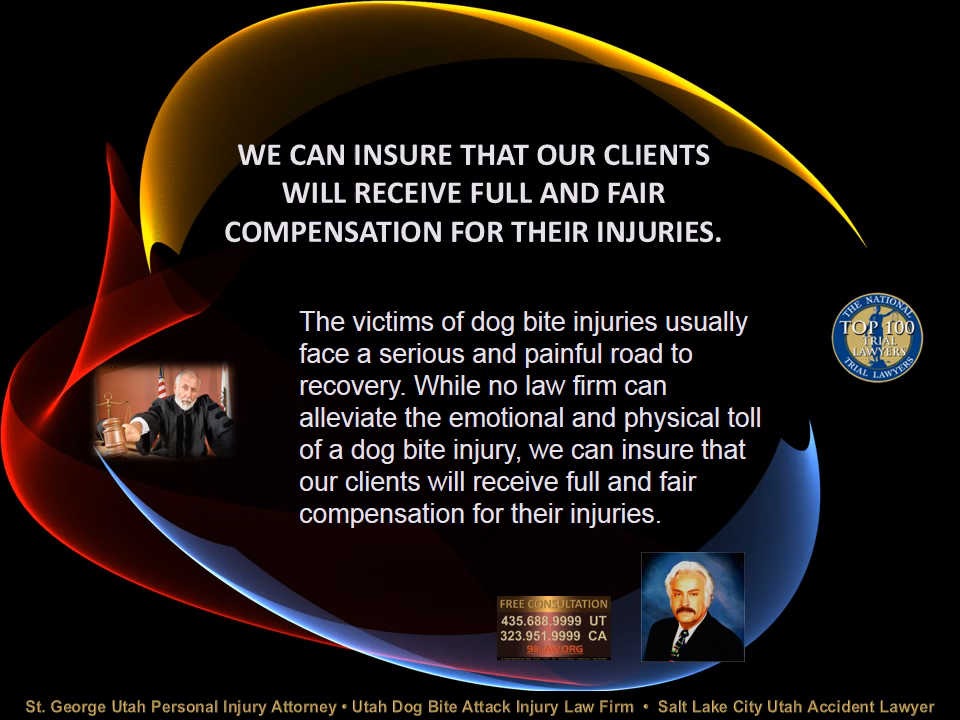 WE CAN INSURE THAT OUR CLIENTS
WILL RECEIVE FULL AND FAIR
COMPENSATION FOR THEIR INJURIES.
The victims of dog bite injuries usually
face a serious and painful road to
recovery. While no law firm can
alleviate the emotional and physical toll
of a dog bite injury, we can insure that
our clients will receive full and fair
compensation for their injuries.
THE NATIONAL
TOP 100
TRIAL
LAWYERS
TRIAL LAWYERS
FREE CONSULTATION
435.688.9999 UT
323.951.9999 CA
St. George Utah Personal Injury Attorney • Utah Dog Bite Attack Injury Law Firm • Salt Lake City Utah Accident Lawyer